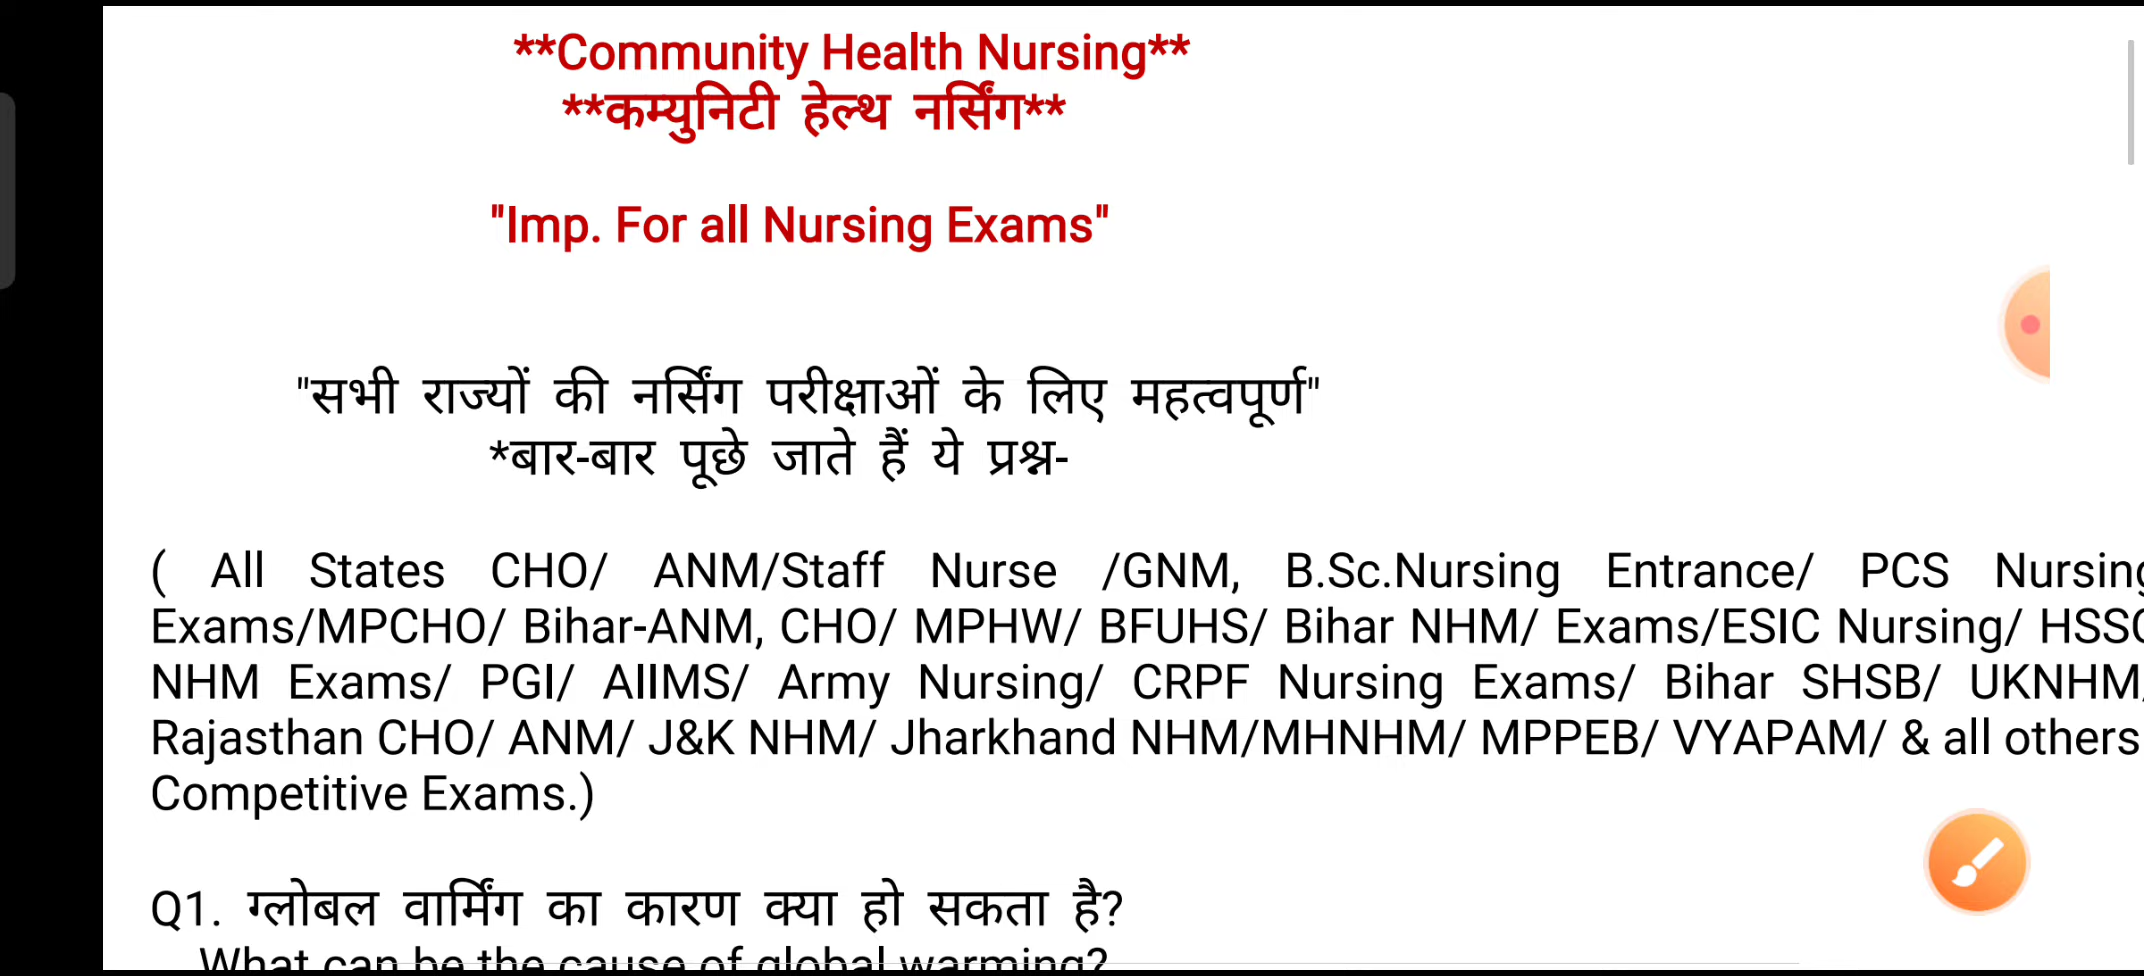 **Community Health Nursing**
**कम्युनिटी हेल्थ नर्सिंग**
"Imp. For all Nursing Exams"
"सभी राज्यों की नर्सिंग परीक्षाओं के लिए महत्वपूर्ण"
*बार-बार पूछे जाते हैं ये प्रश्न-
( All States CHO/ ANM/Staff Nurse /GNM, B.Sc.Nursing Entrance/ PCS Nursing
Exams/MPCHO/ Bihar-ANM, CHO/ MPHW/ BFUHS/ Bihar NHM/ Exams/ESIC Nursing/ HSSC
NHM Exams/ PGI/ AIIMS/ Army Nursing/ CRPF Nursing Exams/ Bihar SHSB/ UKNHM/
Rajasthan CHO/ ANM/ J&K NHM/ Jharkhand NHM/MHNHM/ MPPEB/ VYAPAM/ & all others
Competitive Exams.)
Q1. ग्लोबल वार्मिंग का कारण क्या हो सकता है?
What can be the cause of global warming?